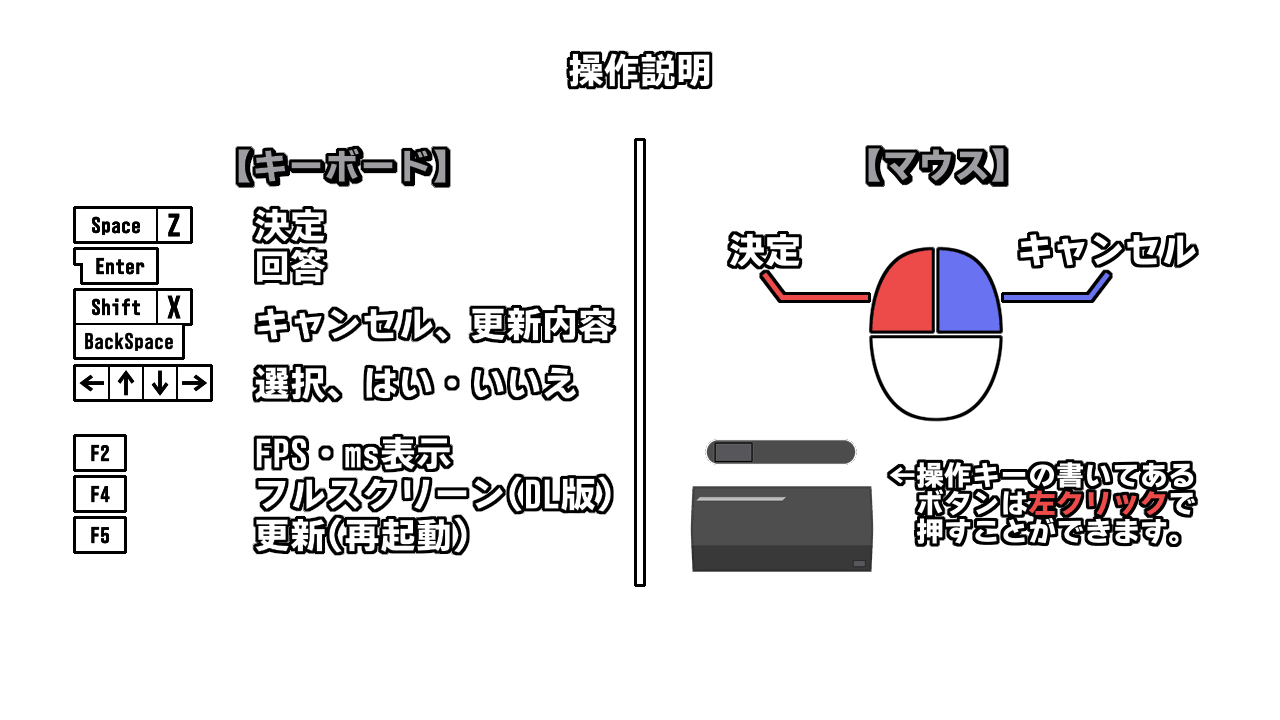 操作説明
【キーボード】
Space Z 決定
Enter 回答
Shift X
BackSpace
キャンセル、更新内容
←↑↓→ 選択、はい・いいえ
F2 FPS・ms表示
F4 フルスクリーン(DL版)
F5 更新(再起動)
【マウス】
決定
キャンセル
←操作キーの書いてある
ボタンは左クリックで
押すことができます。